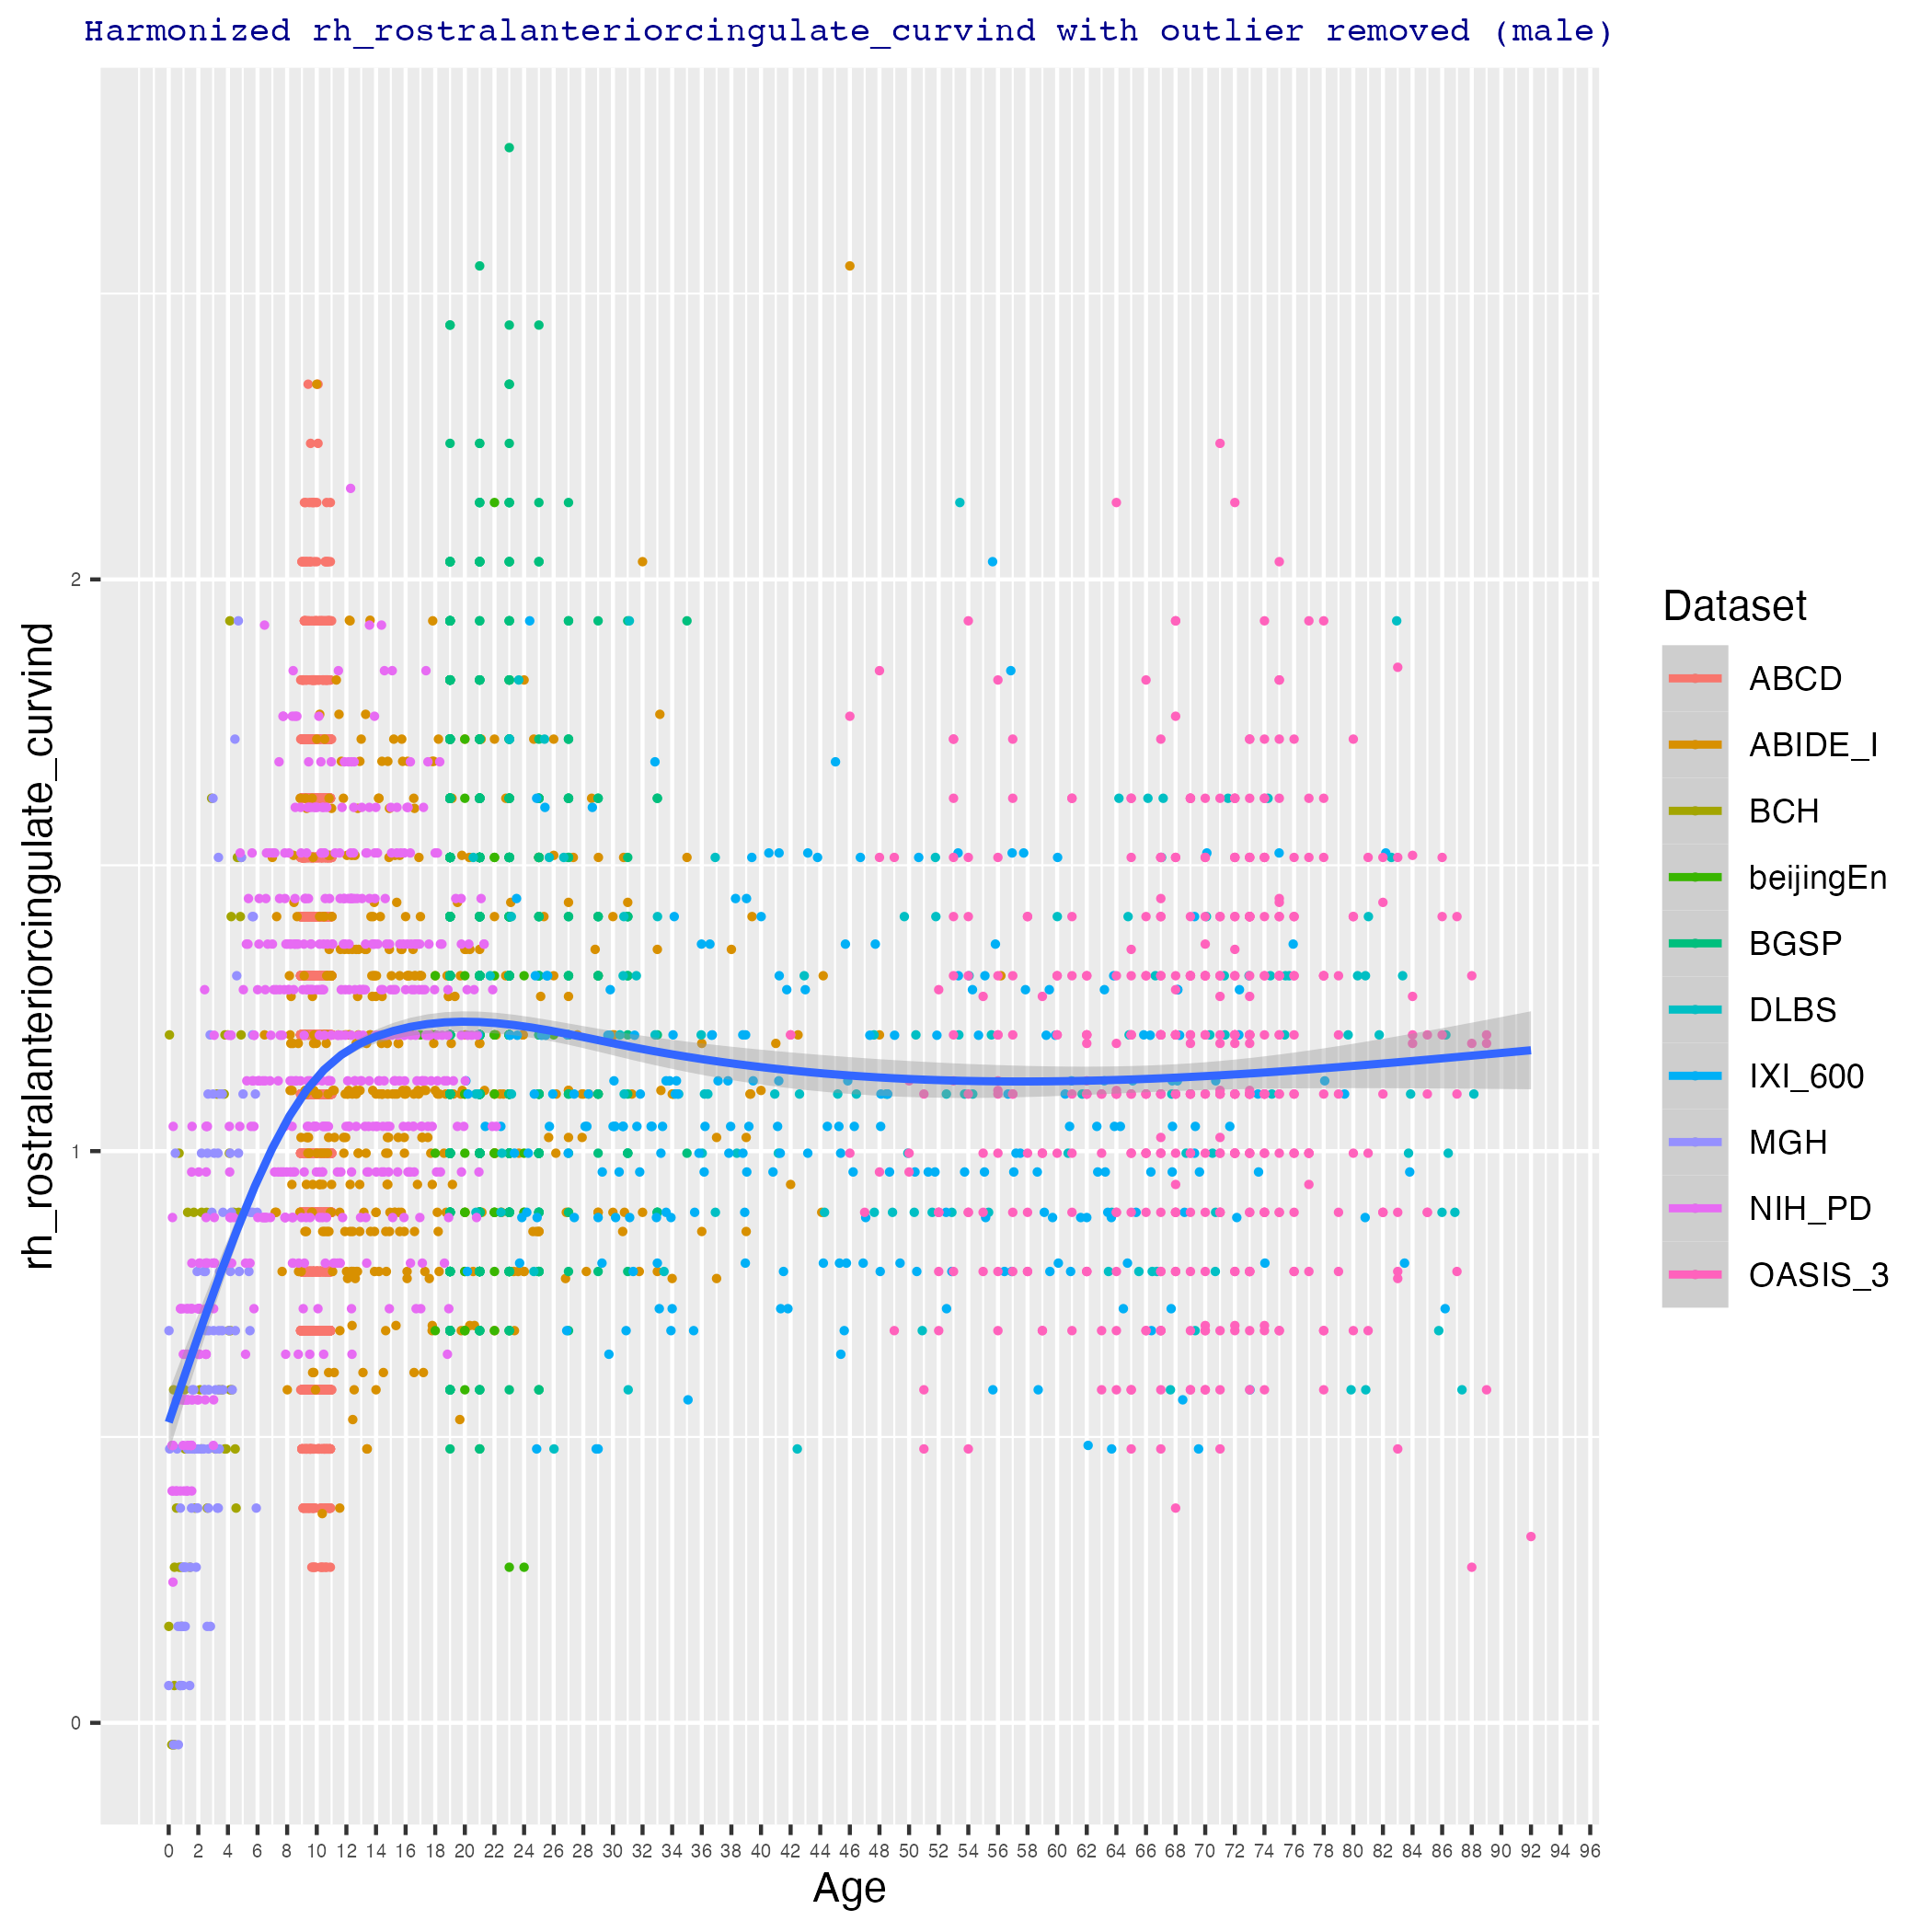 Harmonized rh_rostralanteriorcingulate_curvind with outlier removed (male)
rh_rostralanteriorcingulate_curvind
2
1
0
0 2 4 6 8 10 12 14 16 18 20 22 24 26 28 30 32 34 36 38 40 42 44 46 48 50 52 54 56 58 60 62 64 66 68 70 72 74 76 78 80 82 84 86 88 90 92 94 96
Age
Dataset
ABCD
ABIDE_I
BCH
beijingEn
BGSP
DLBS
IXI_600
MGH
NIH_PD
OASIS_3